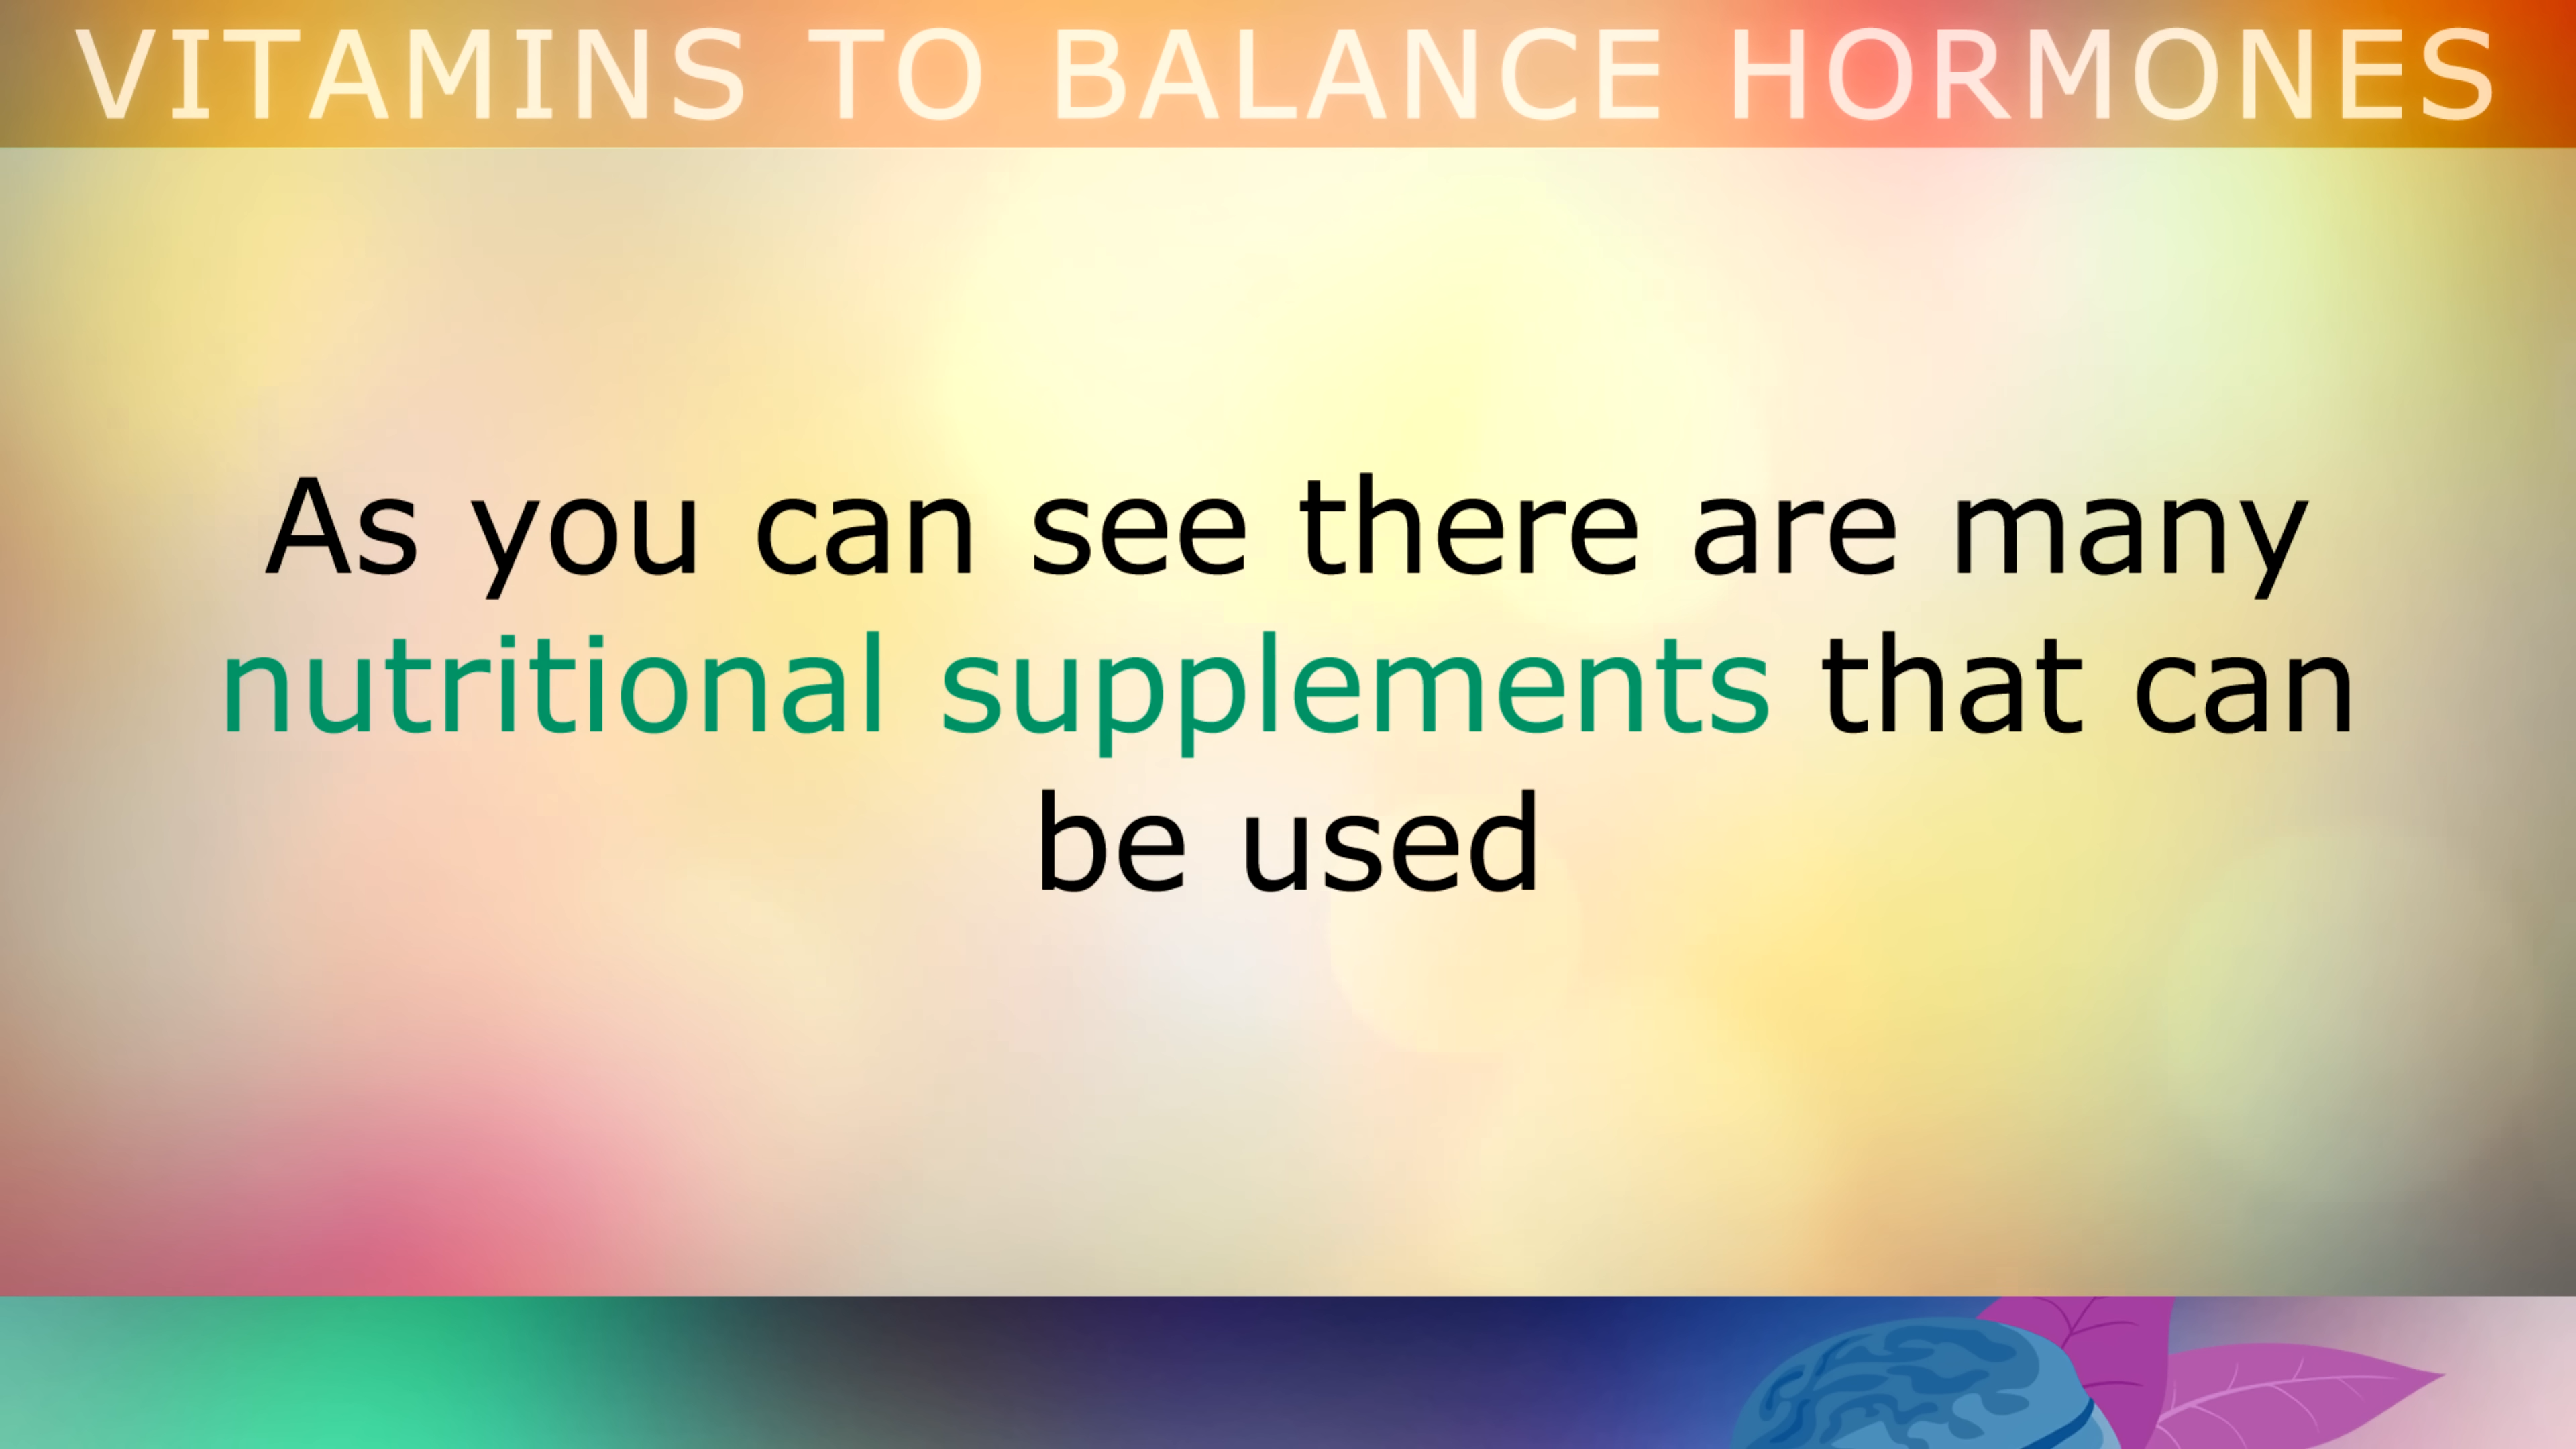 VITAMINS TO BALANCE HORMONES
As you can see there are many
nutritional supplements that can
be used